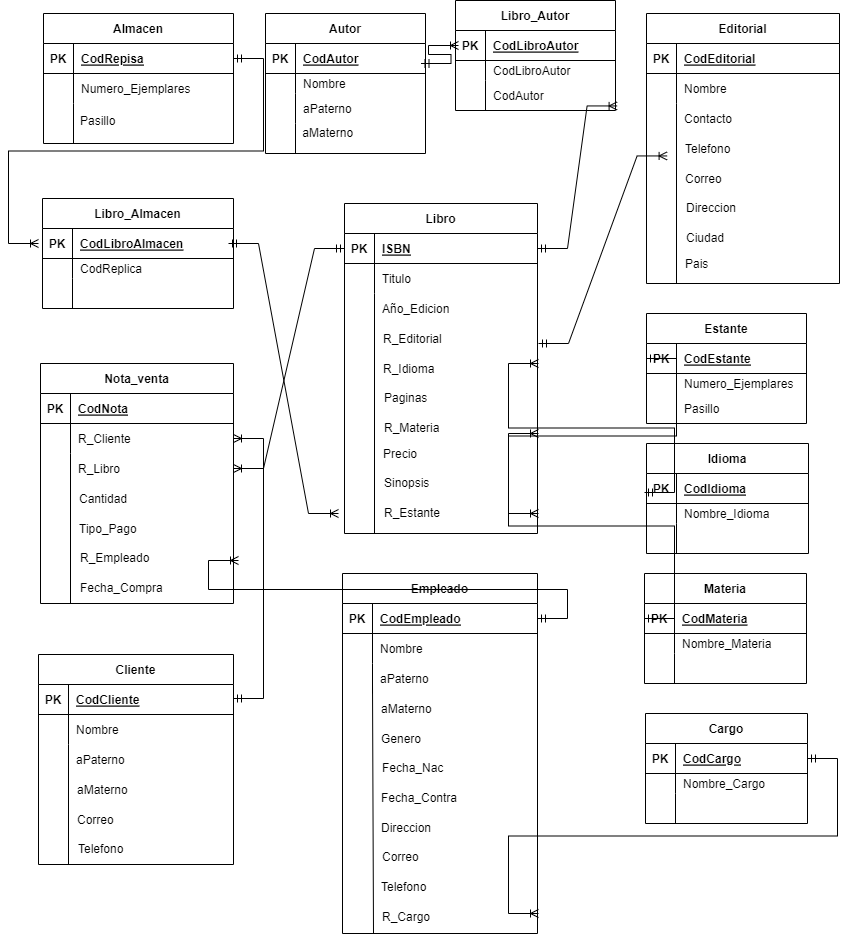 Almacen
PK CodRepisa
Numero_Ejemplares
Pasillo
Autor
PK CodAutor
Nombre
aPaterno
aMaterno
Libro_Autor
PK CodLibroAutor
CodLibroAutor
CodAutor
Editorial
PK CodEditorial
Nombre
Contacto
Telefono
Correo
Direccion
Ciudad
Pais
Libro_Almacen
PK CodLibroAlmacen
CodReplica
Libro
PK ISBN
Titulo
Año_Edicion
R_Editorial
R_Idioma
Paginas
R_Materia
Precio
Sinopsis
R_Estante
Estante
PK CodEstante
Numero_Ejemplares
Pasillo
Nota_venta
PK CodNota
R_Cliente
R_Libro
Cantidad
Tipo_Pago
R_Empleado
Fecha_Compra
Idioma
PK CodIdioma
Nombre_Idioma
Empleado
PK CodEmpleado
Nombre
aPaterno
aMaterno
Genero
Fecha_Nac
Fecha_Contra
Direccion
Correo
Telefono
R_Cargo
Materia
PK CodMateria
Nombre_Materia
Cliente
PK CodCliente
Nombre
aPaterno
aMaterno
Correo
Telefono
Cargo
PK CodCargo
Nombre_Cargo